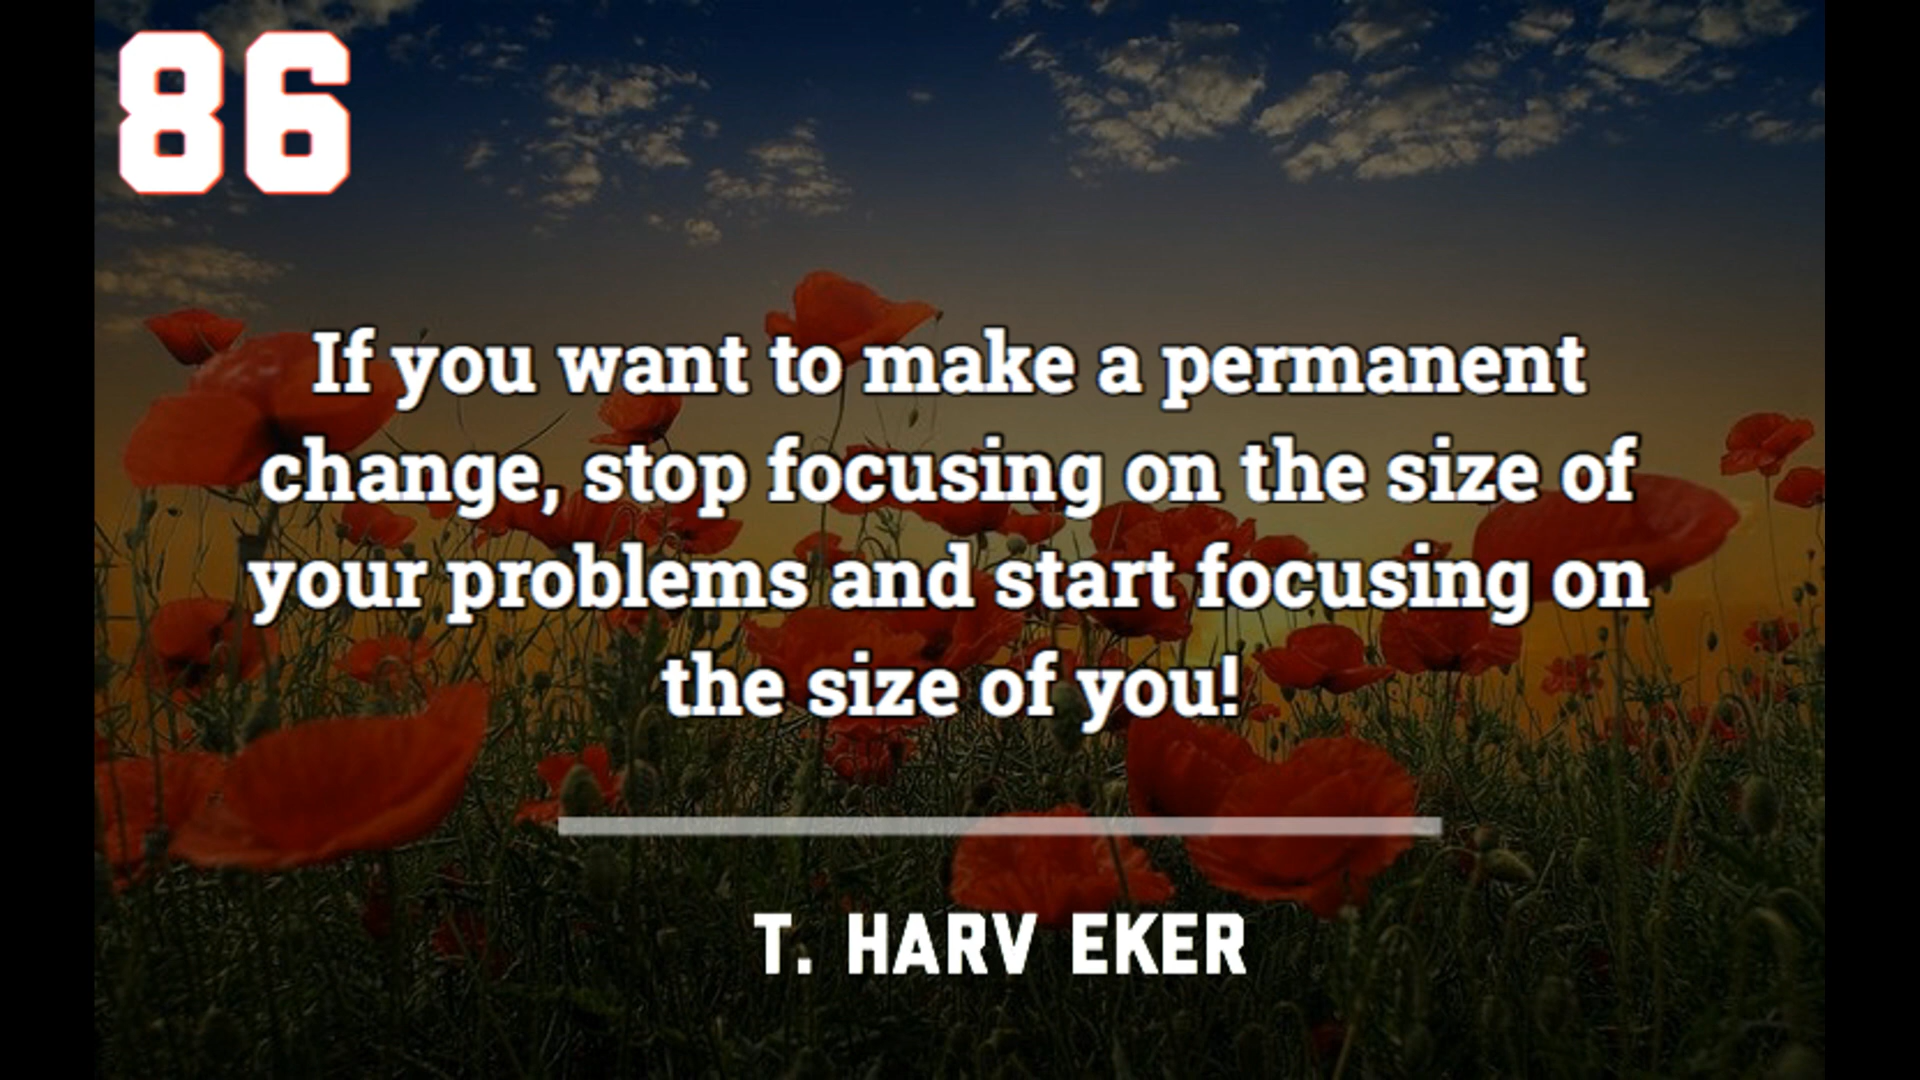 86
If you want to make a permanent
change, stop focusing on the size of
your problems and start focusing on
the size of you!
T. HARV EKER